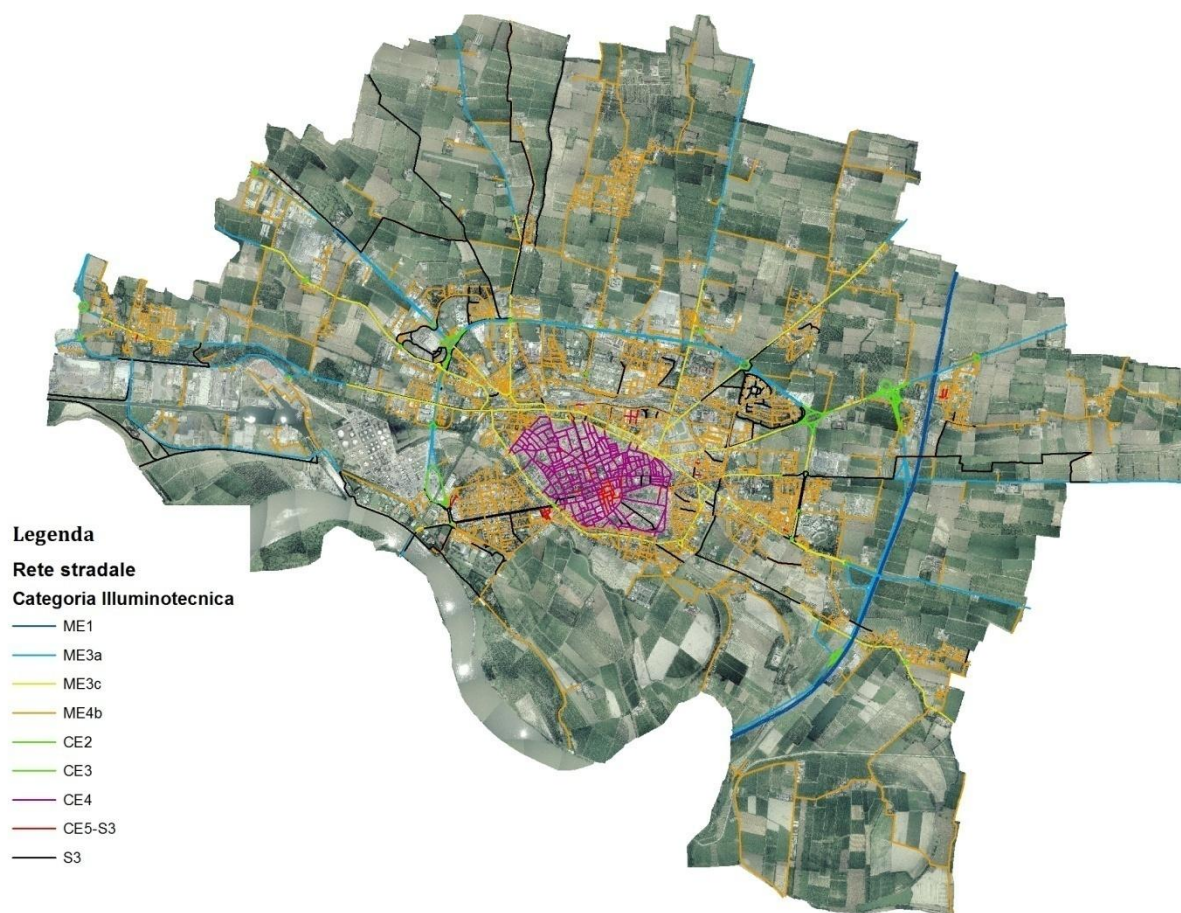 Legenda
Rete stradale
Categoria Illuminotecnica
ME1
ME3a
ME3c
ME4b
CE2
CE3
CE4
CE5-S3
S3